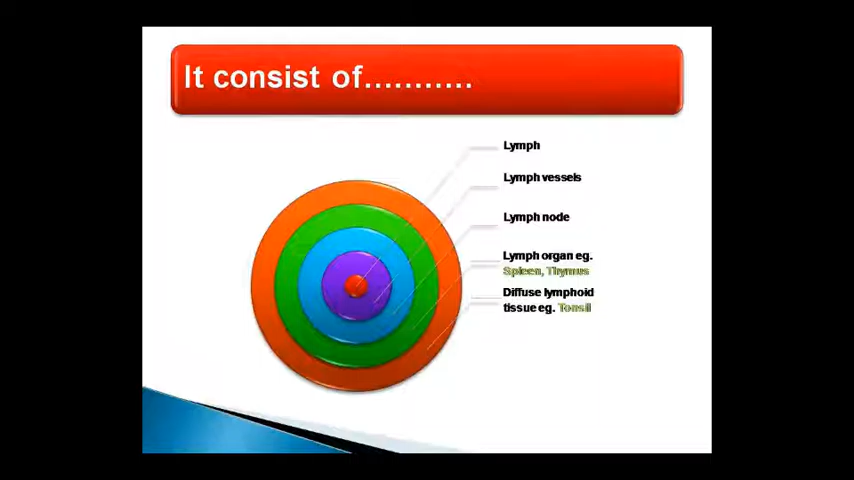 It consist of...........
Lymph
Lymph vessels
Lymph node
Lymph organ eg.
Spleen, Thymus
Diffuse lymphoid
tissue eg. Tonsil